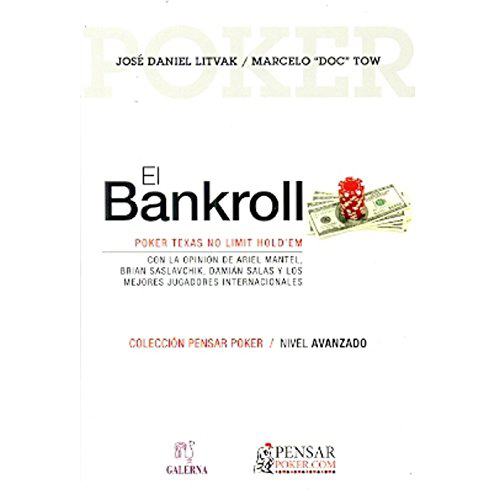 POKER
JOSÉ DANIEL LITVAK / MARCELO "DOC" TOW
El
Bankroll
POKER TEXAS NO LIMIT HOLD'EM
CON LA OPINIÓN DE ARIEL MANTEL,
BRIAN SASLAVCHIK, DAMIÁN SALAS Y LOS
MEJORES JUGADORES INTERNACIONALES
COLECCIÓN PENSAR POKER / NIVEL AVANZADO
GALERNA
PENSAR
POKER.COM